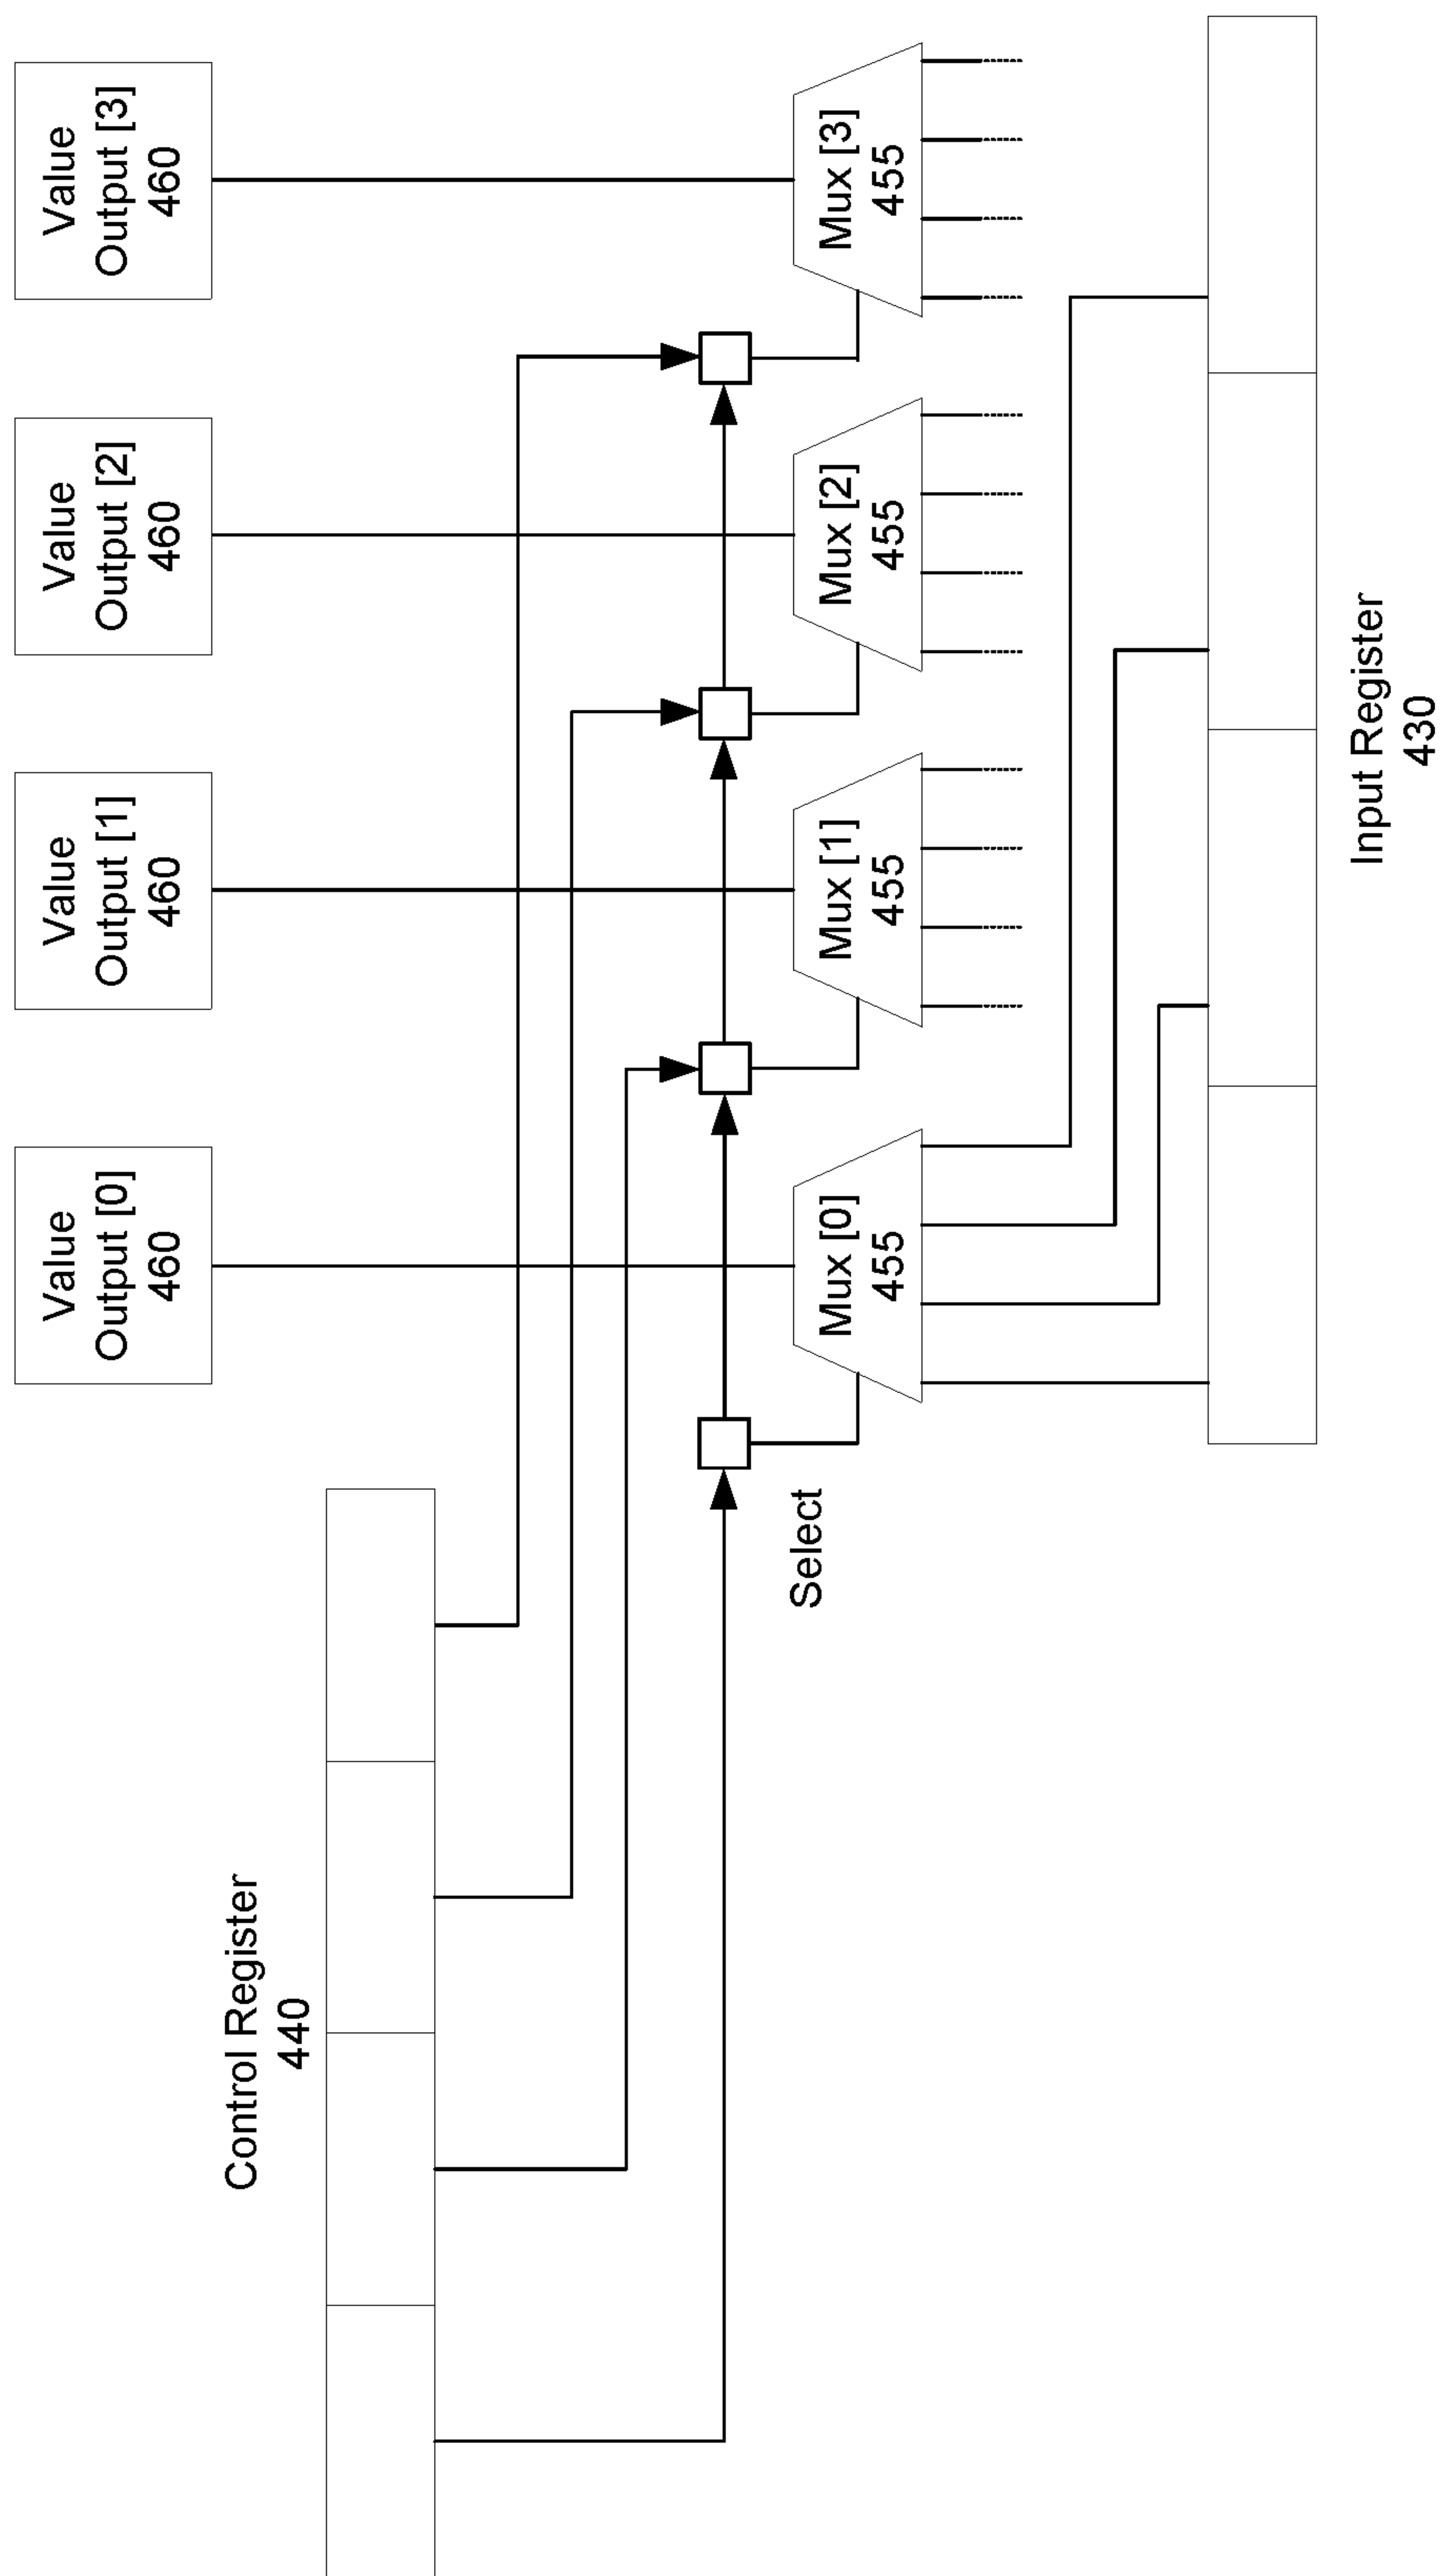 Value
Output [0]
460
Value
Output [1]
460
Value
Output [2]
460
Value
Output [3]
460
Control Register
440
Select
Mux [0]
455
Mux [1]
455
Mux [2]
455
Mux [3]
455
Input Register
430